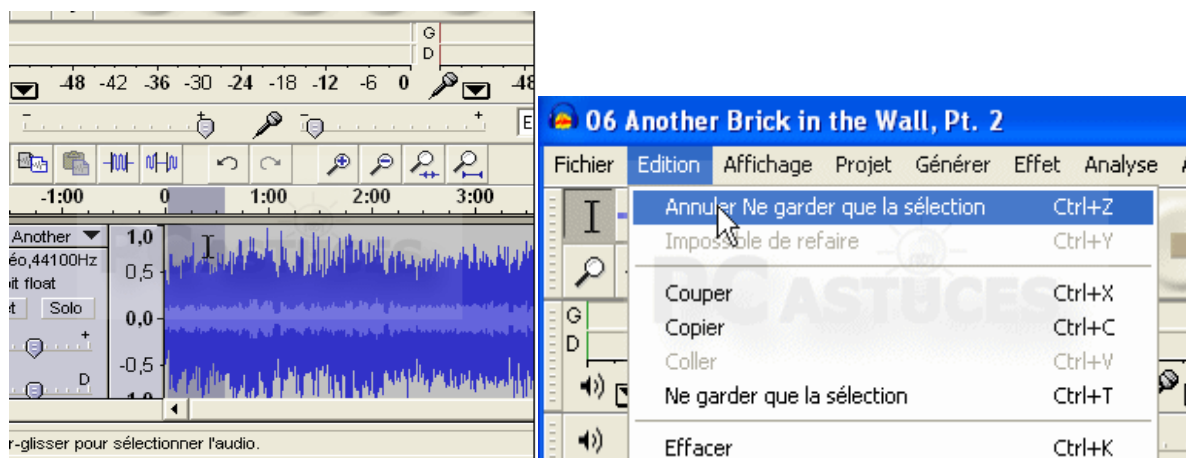 G
D
-48 -42 -36 -30 -24 -18 -12 -6 0 -48
- + - + E
-1:00 0 1:00 2:00 3:00
Another 1,0
éo,44100Hz
0,5
it float
Solo
0,0
+
-0,5
D
-1,0
r-glisser pour sélectionner l'audio.
06 Another Brick in the Wall, Pt. 2
Fichier Edition Affichage Projet Générer Effet Analyse
Annuler Ne garder que la sélection Ctrl+Z
Impossible de refaire Ctrl+Y
PC ASTUCES
Couper Ctrl+X
G
Copier Ctrl+C
D
Coller Ctrl+V
Ne garder que la sélection Ctrl+T
Effacer Ctrl+K